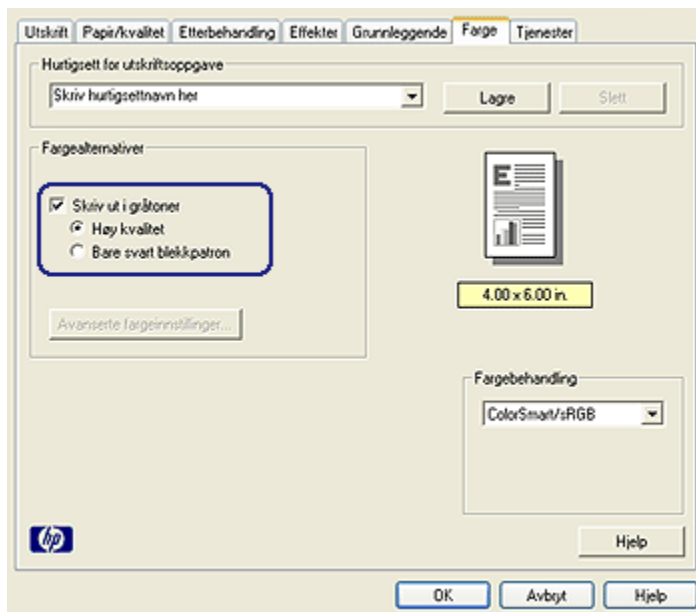 Utskrift Papir/kvalitet Etterbehandling Effekter Grunnleggende Farge Tjenester
Hurtigsett for utskriftsoppgave
Skriv hurtigsettnavn her Lagre Slett
Fargealternativer
Skriv ut i gråtoner
Høy kvalitet
Bare svart blekkpatron
Avanserte fargeinnstillinger...
E
4.00 x 6.00 in.
Fargebehandling
ColorSmart/sRGB
hp
Hjelp
OK Avbryt Hjelp